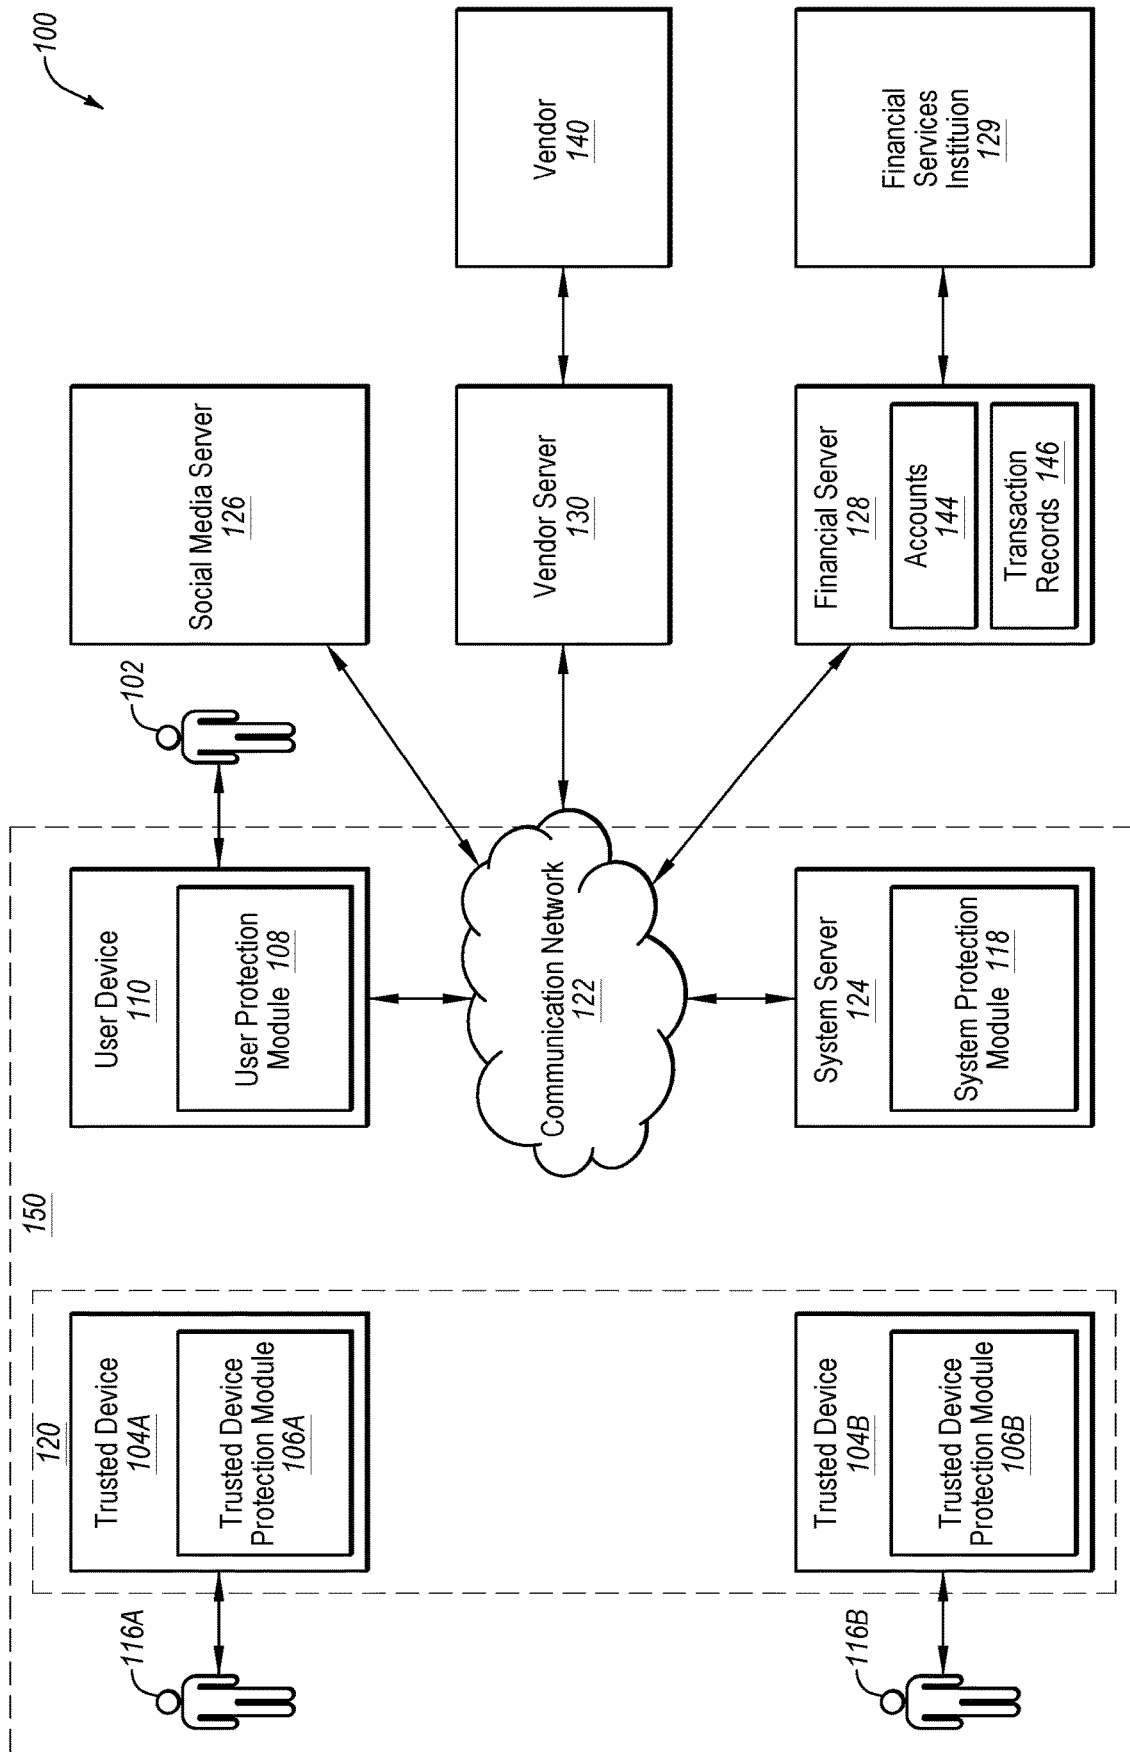 100
150
120
116A
Trusted Device
104A
Trusted Device
Protection Module
106A
User Device
110
User Protection
Module 108
102
Social Media Server
126
Communication Network
122
Vendor Server
130
Vendor
140
116B
Trusted Device
104B
Trusted Device
Protection Module
106B
System Server
124
System Protection
Module 118
Financial Server
128
Accounts
144
Transaction
Records 146
Financial
Services
Instituion
129